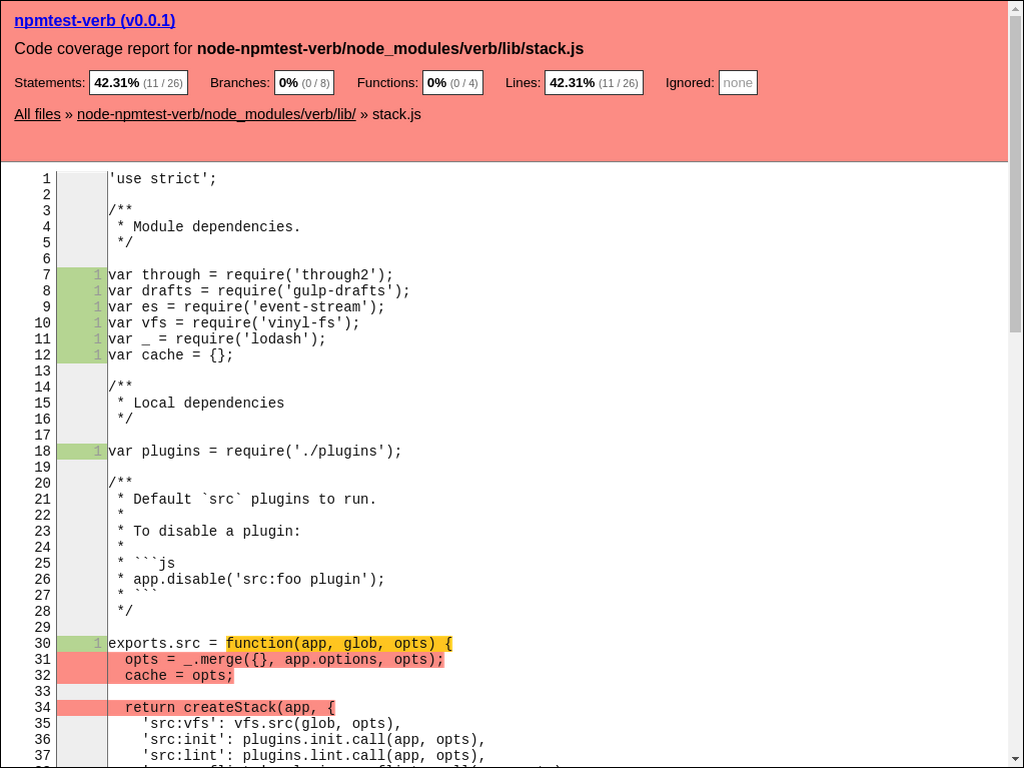 npmtest-verb (v0.0.1)
Code coverage report for node-npmtest-verb/node_modules/verb/lib/stack.js
Statements: 42.31% (11 / 26) Branches: 0% (0 / 8) Functions: 0% (0 / 4) Lines: 42.31% (11 / 26) Ignored: none
All files » node-npmtest-verb/node_modules/verb/lib/ » stack.js
1 'use strict';
2
3 /**
4 * Module dependencies.
5 */
6
7 1 var through = require('through2');
8 1 var drafts = require('gulp-drafts');
9 1 var es = require('event-stream');
10 1 var vfs = require('vinyl-fs');
11 1 var _ = require('lodash');
12 1 var cache = {};
13
14 /**
15 * Local dependencies
16 */
17
18 1 var plugins = require('./plugins');
19
20 /**
21 * Default `src` plugins to run.
22 *
23 * To disable a plugin:
24 *
25 * ```js
26 * app.disable('src:foo plugin');
27 * ```
28 */
29
30 1 exports.src = function(app, glob, opts) {
31 opts = _.merge({}, app.options, opts);
32 cache = opts;
33
34 return createStack(app, {
35 'src:vfs': vfs.src(glob, opts),
36 'src:init': plugins.init.call(app, opts),
37 'src:lint': plugins.lint.call(app, opts),